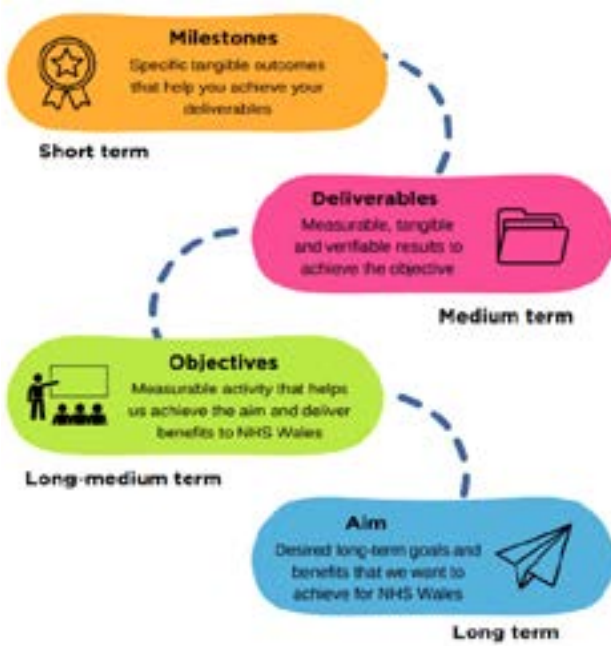 Milestones
Specific tangible outcomes
that help you achieve your
deliverables
Short term
Deliverables
Measurable, tangible
and verifiable results to
achieve the objective
Medium term
Objectives
Measurable activity that helps
us achieve the aim and deliver
benefits to NHS Wales
Long-medium term
Aim
Desired long-term goals and
benefits that we want to
achieve for NHS Wales
Long term